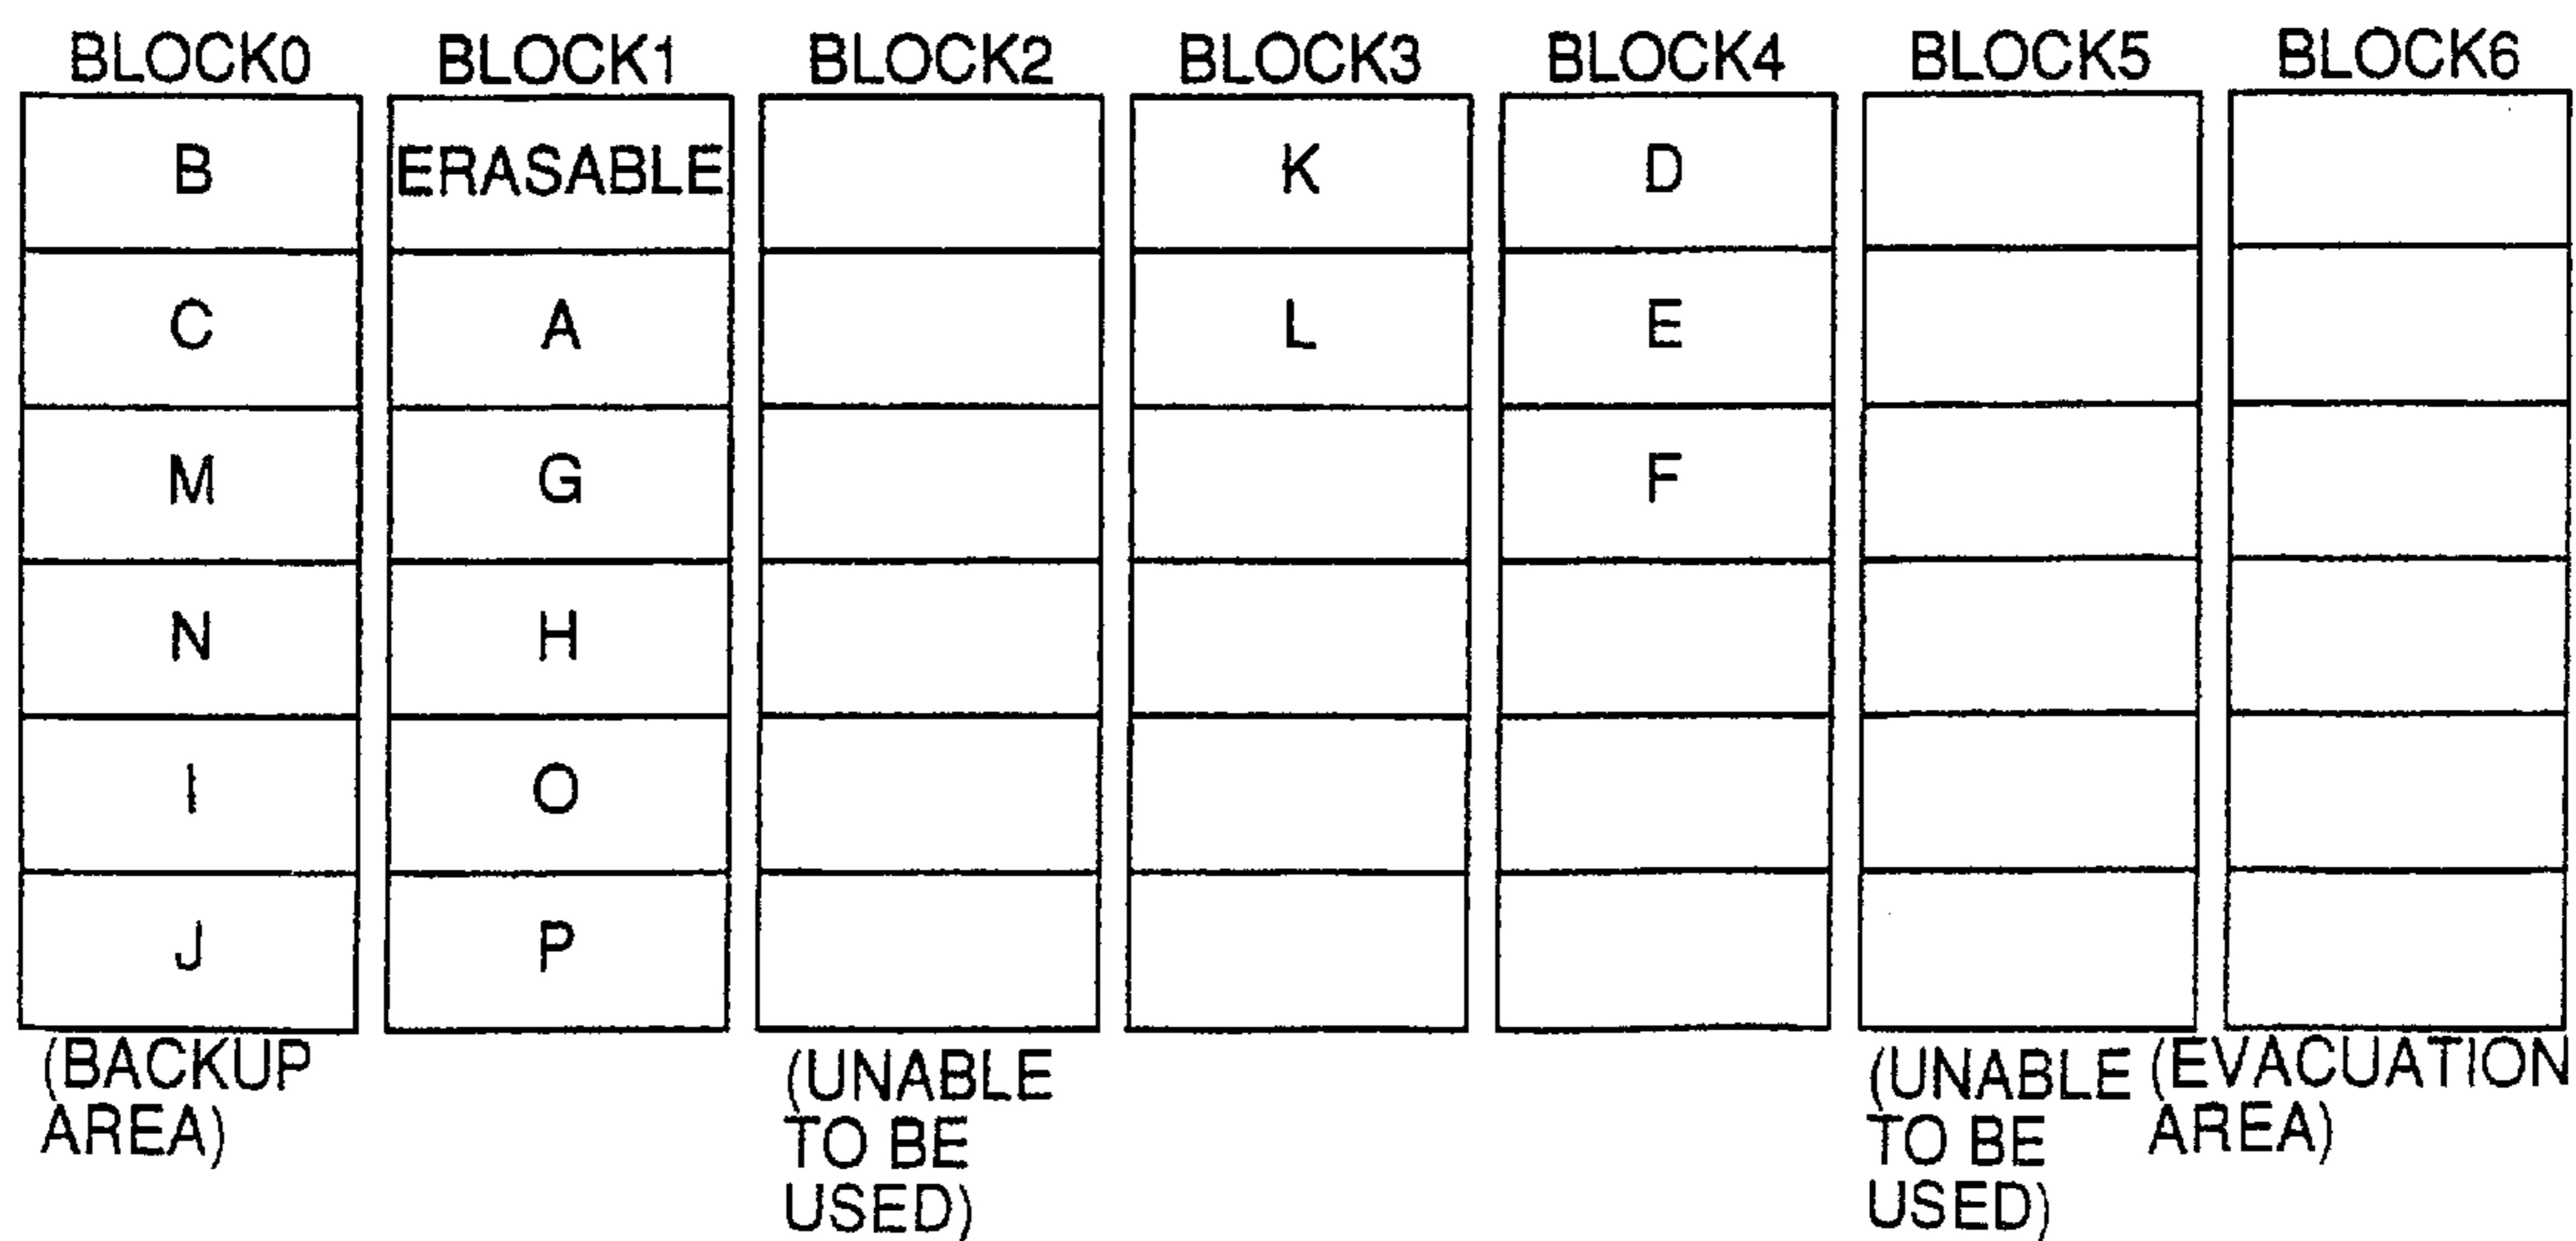 BLOCK0 BLOCK1 BLOCK2 BLOCK3 BLOCK4 BLOCK5 BLOCK6
B ERASABLE K D
C A L E
M G F
N H
I O
J P
(BACKUP AREA)
(UNABLE TO BE USED)
(UNABLE TO BE USED)
(EVACUATION AREA)